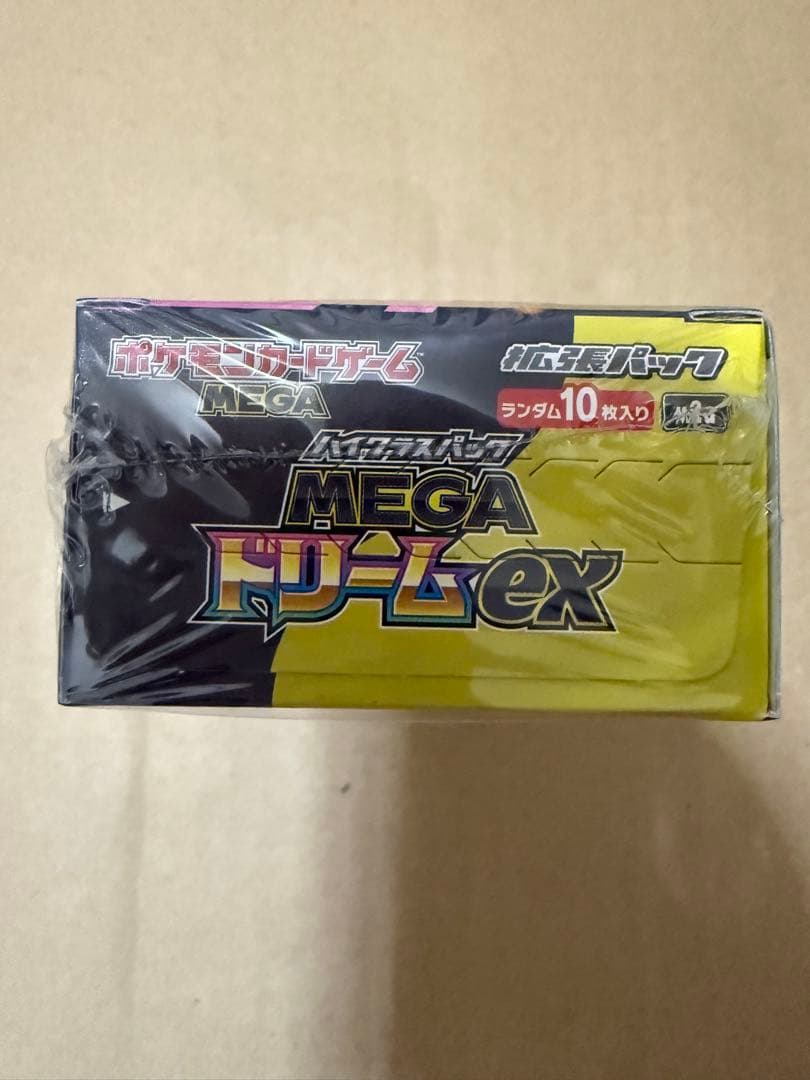 ポケモンカードゲーム™
MEGA
拡張パック
ランダム10枚入り
ハイクラスパック
MEGA
ドリームex